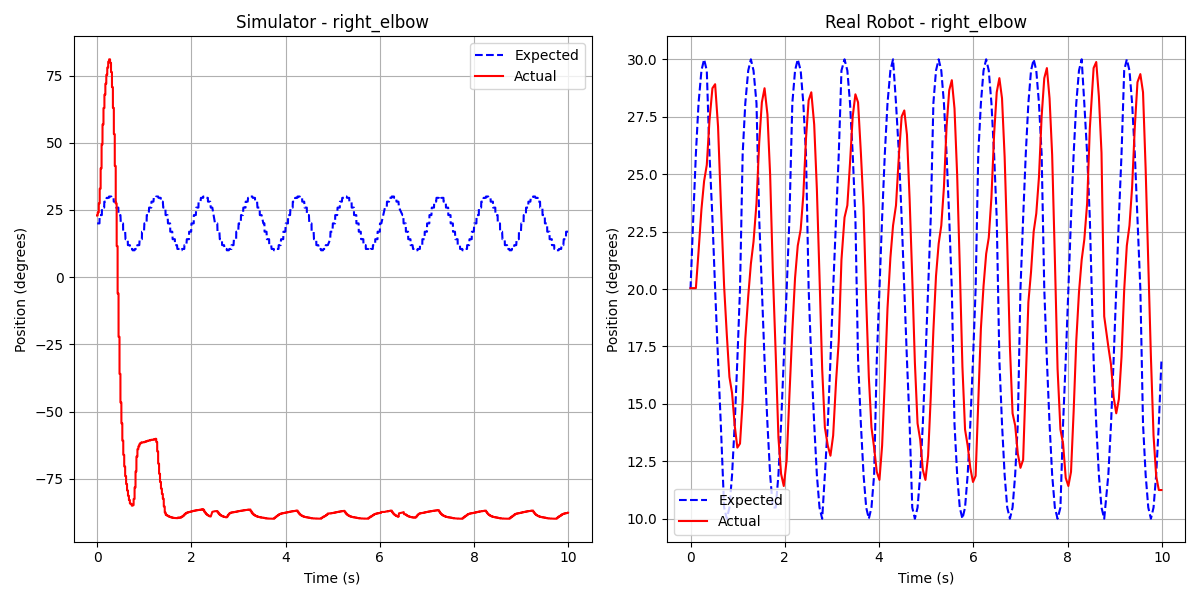 Simulator - right_elbow
Expected
Actual
75
50
25
0
−25
−50
−75
Position (degrees)
0
2
4
6
8
10
Time (s)
Real Robot - right_elbow
30.0
27.5
25.0
22.5
20.0
17.5
15.0
12.5
10.0
Position (degrees)
Expected
Actual
0
2
4
6
8
10
Time (s)